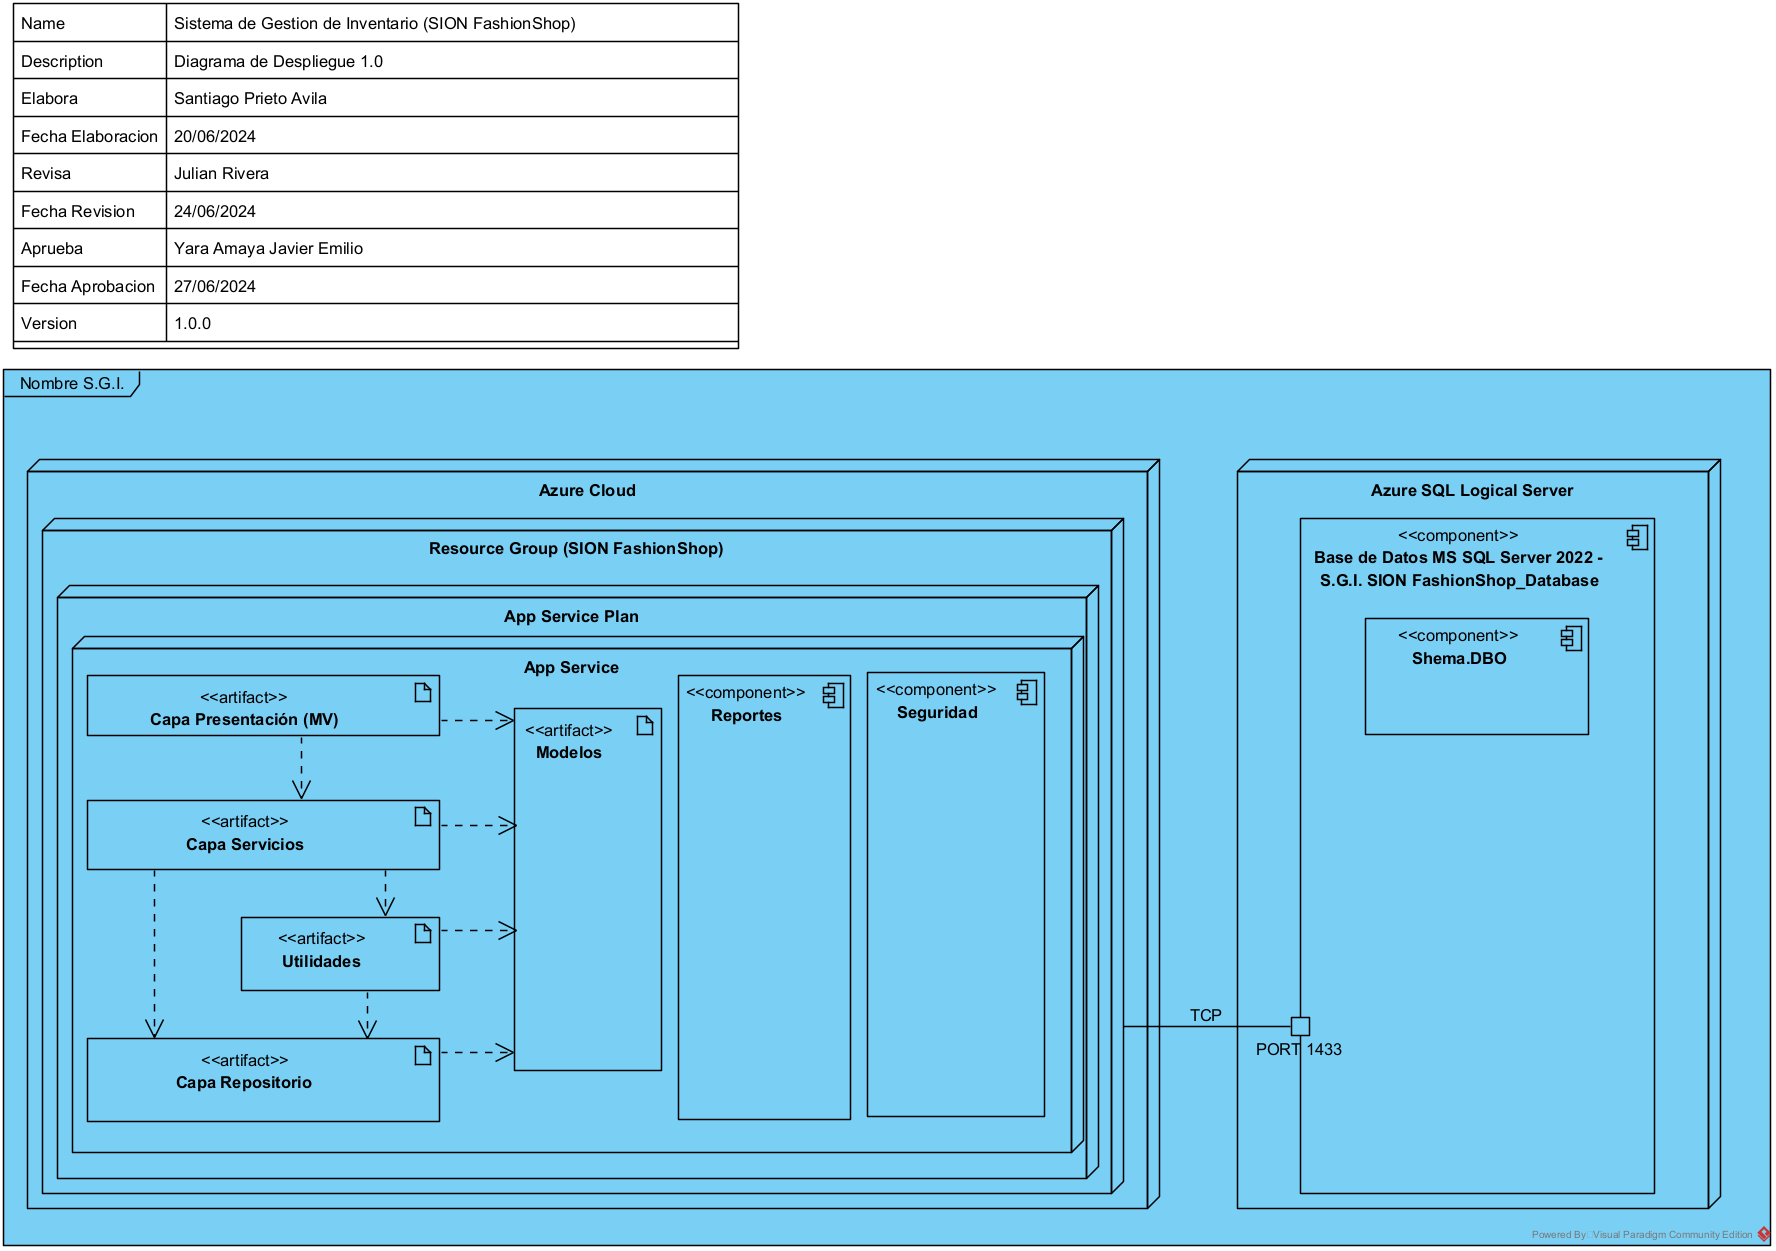 Name Sistema de Gestion de Inventario (SION FashionShop)
Description Diagrama de Despliegue 1.0
Elabora Santiago Prieto Avila
Fecha Elaboracion 20/06/2024
Revisa Julian Rivera
Fecha Revision 24/06/2024
Aprueba Yara Amaya Javier Emilio
Fecha Aprobacion 27/06/2024
Version 1.0.0
Nombre S.G.I.
Azure Cloud
Resource Group (SION FashionShop)
App Service Plan
App Service
<<artifact>>
Capa Presentación (MV)
<<artifact>>
Capa Servicios
<<artifact>>
Utilidades
<<artifact>>
Capa Repositorio
<<artifact>>
Modelos
<<component>>
Reportes
<<component>>
Seguridad
TCP
PORT 1433
Azure SQL Logical Server
<<component>>
Base de Datos MS SQL Server 2022 -
S.G.I. SION FashionShop_Database
<<component>>
Shema.DBO
Powered By Visual Paradigm Community Edition